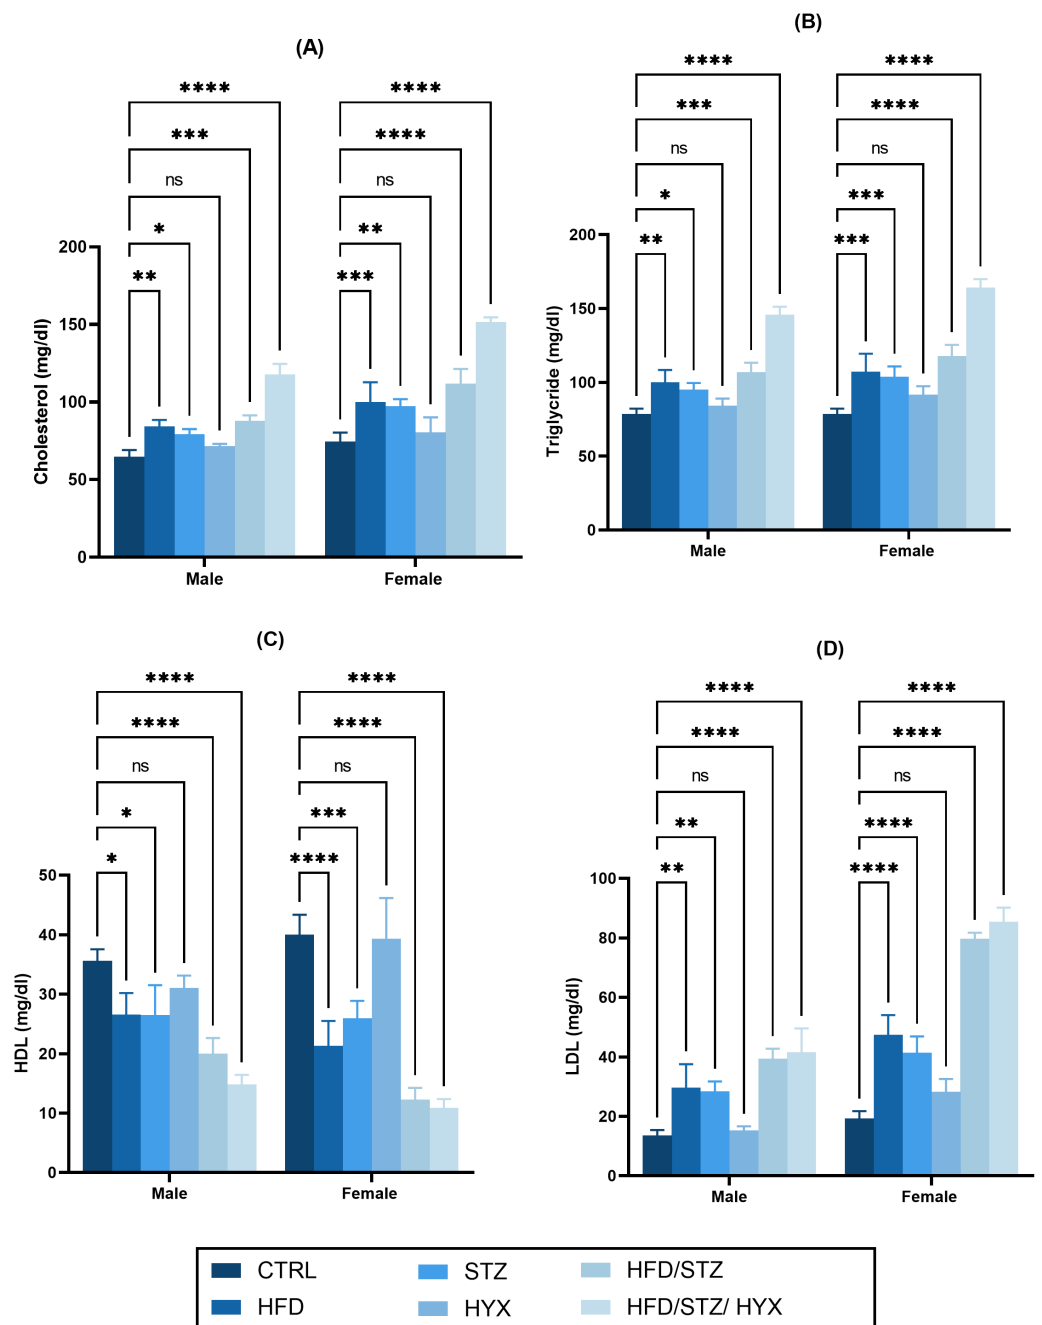 (A)
****
****
***
****
ns
ns
*
**
**
***
200
150
100
50
0
Cholesterol (mg/dl)
Male
Female
(B)
****
****
***
****
ns
ns
*
***
**
***
200
150
100
50
0
Triglycride (mg/dl)
Male
Female
(C)
****
****
****
****
ns
ns
*
***
*
****
50
40
30
20
10
0
HDL (mg/dl)
Male
Female
(D)
****
****
****
****
ns
ns
**
****
**
****
100
80
60
40
20
0
LDL (mg/dl)
Male
Female
CTRL
STZ
HFD/STZ
HFD
HYX
HFD/STZ/ HYX